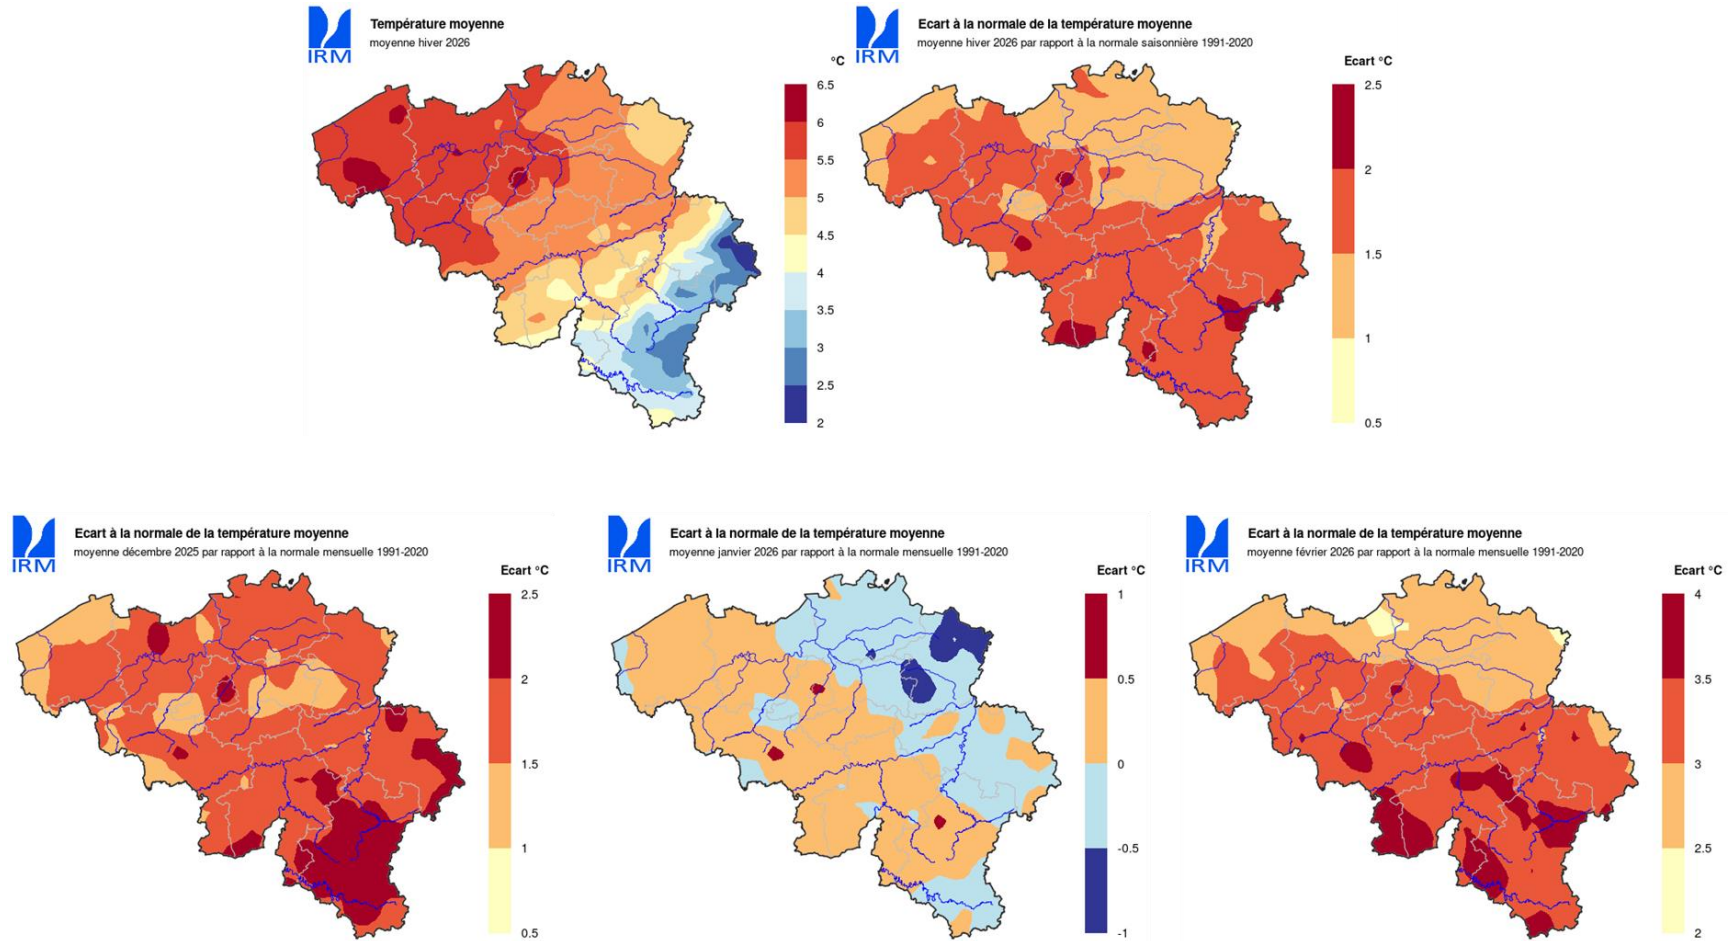 IRM
Température moyenne
moyenne hiver 2026
°C
6.5
6
5.5
5
4.5
4
3.5
3
2.5
2
IRM
Ecart à la normale de la température moyenne
moyenne hiver 2026 par rapport à la normale saisonnière 1991-2020
Ecart °C
2.5
2
1.5
1
0.5
IRM
Ecart à la normale de la température moyenne
moyenne décembre 2025 par rapport à la normale mensuelle 1991-2020
Ecart °C
2.5
2
1.5
1
0.5
IRM
Ecart à la normale de la température moyenne
moyenne janvier 2026 par rapport à la normale mensuelle 1991-2020
Ecart °C
1
0.5
0
-0.5
-1
IRM
Ecart à la normale de la température moyenne
moyenne février 2026 par rapport à la normale mensuelle 1991-2020
Ecart °C
4
3.5
3
2.5
2